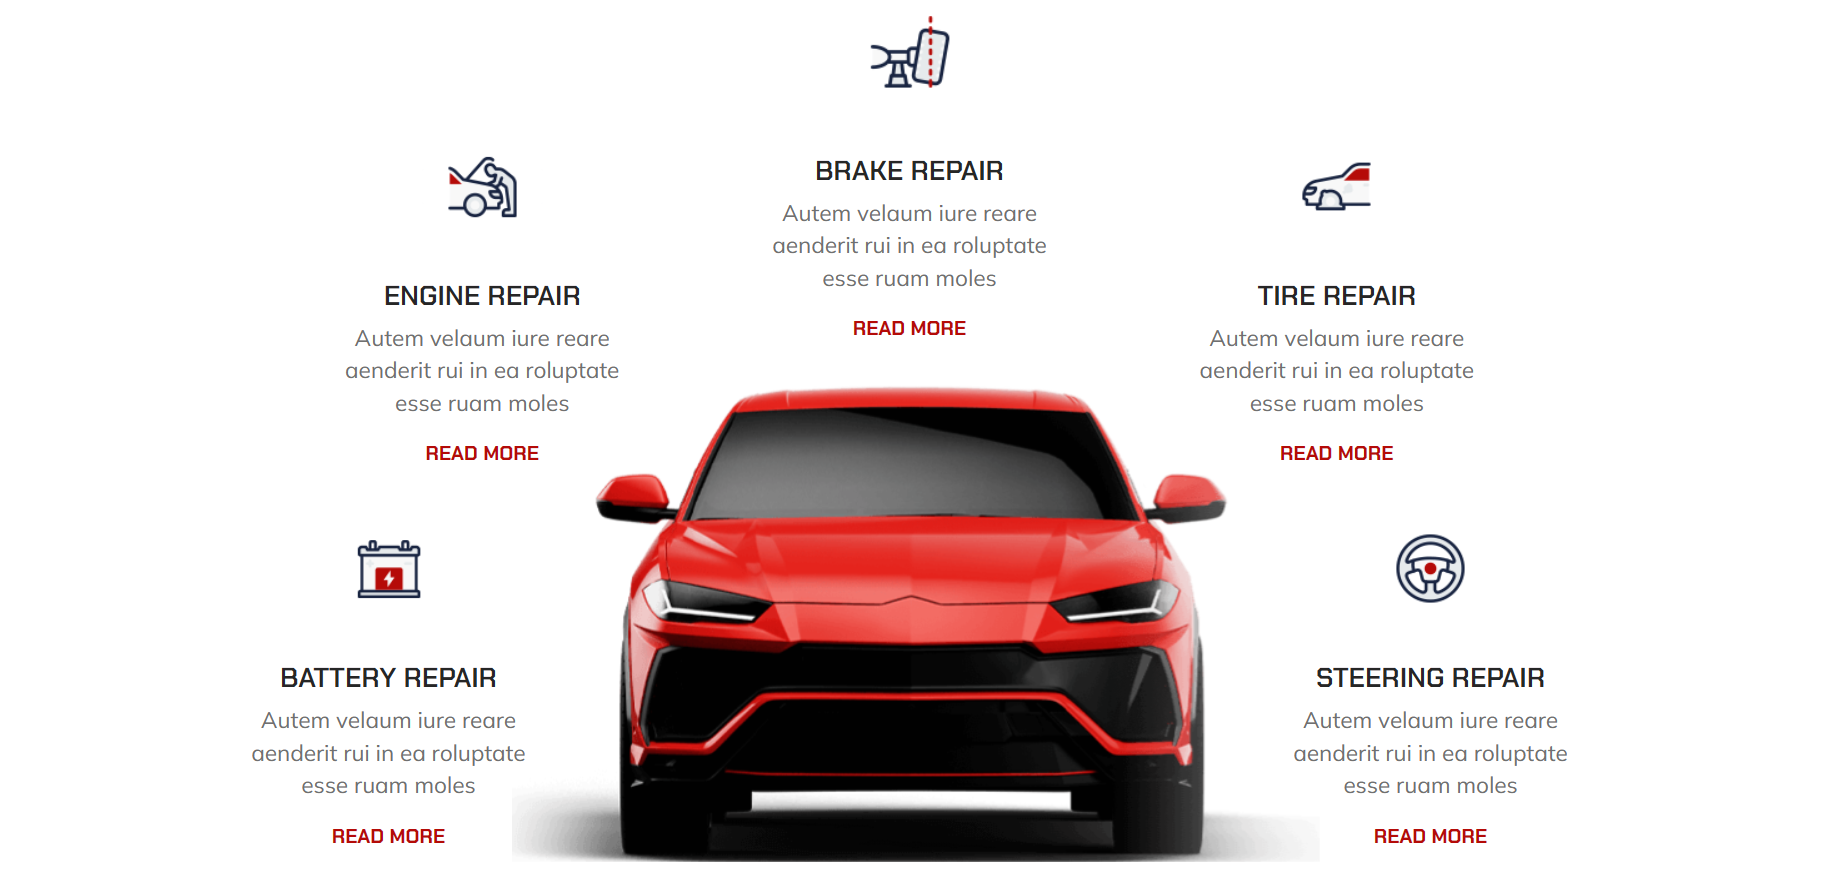 BRAKE REPAIR
Autem velaum iure reare
aenderit rui in ea roluptate
esse ruam moles
READ MORE
ENGINE REPAIR
Autem velaum iure reare
aenderit rui in ea roluptate
esse ruam moles
READ MORE
TIRE REPAIR
Autem velaum iure reare
aenderit rui in ea roluptate
esse ruam moles
READ MORE
BATTERY REPAIR
Autem velaum iure reare
aenderit rui in ea roluptate
esse ruam moles
READ MORE
STEERING REPAIR
Autem velaum iure reare
aenderit rui in ea roluptate
esse ruam moles
READ MORE